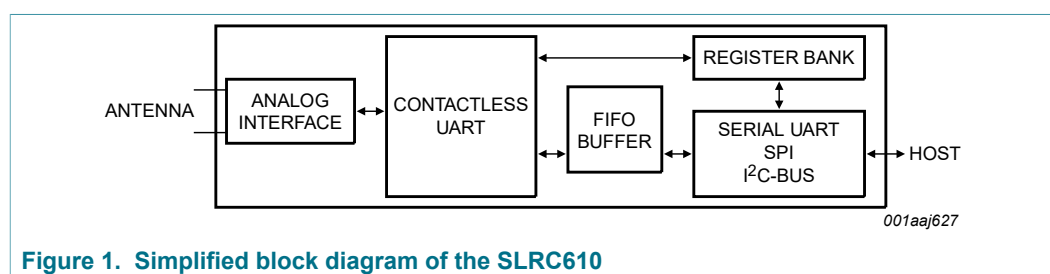 ANTENNA
ANALOG
INTERFACE
CONTACTLESS
UART
FIFO
BUFFER
REGISTER BANK
SERIAL UART
SPI
I²C-BUS
HOST
001aaj627
Figure 1. Simplified block diagram of the SLRC610